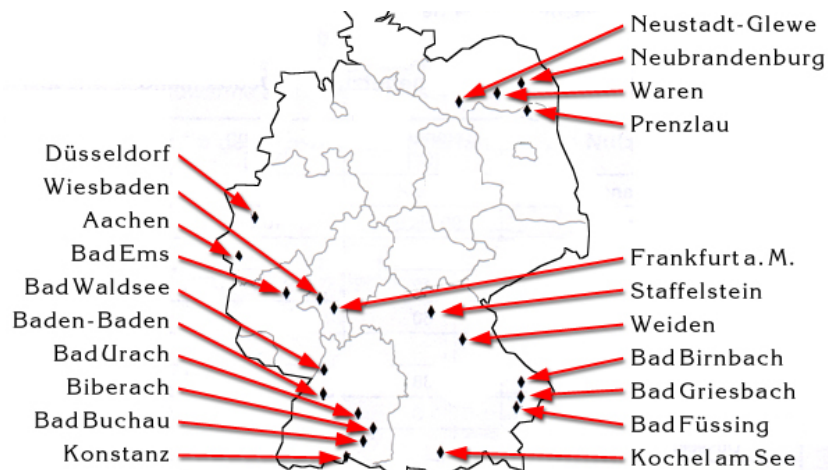 Neustadt-Glewe
Neubrandenburg
Waren
Prenzlau
Düsseldorf
Wiesbaden
Aachen
Bad Ems
Bad Waldsee
Baden-Baden
Bad Urach
Biberach
Bad Buchau
Konstanz
Frankfurt a. M.
Staffelstein
Weiden
Bad Birnbach
Bad Griesbach
Bad Füssing
Kochel am See